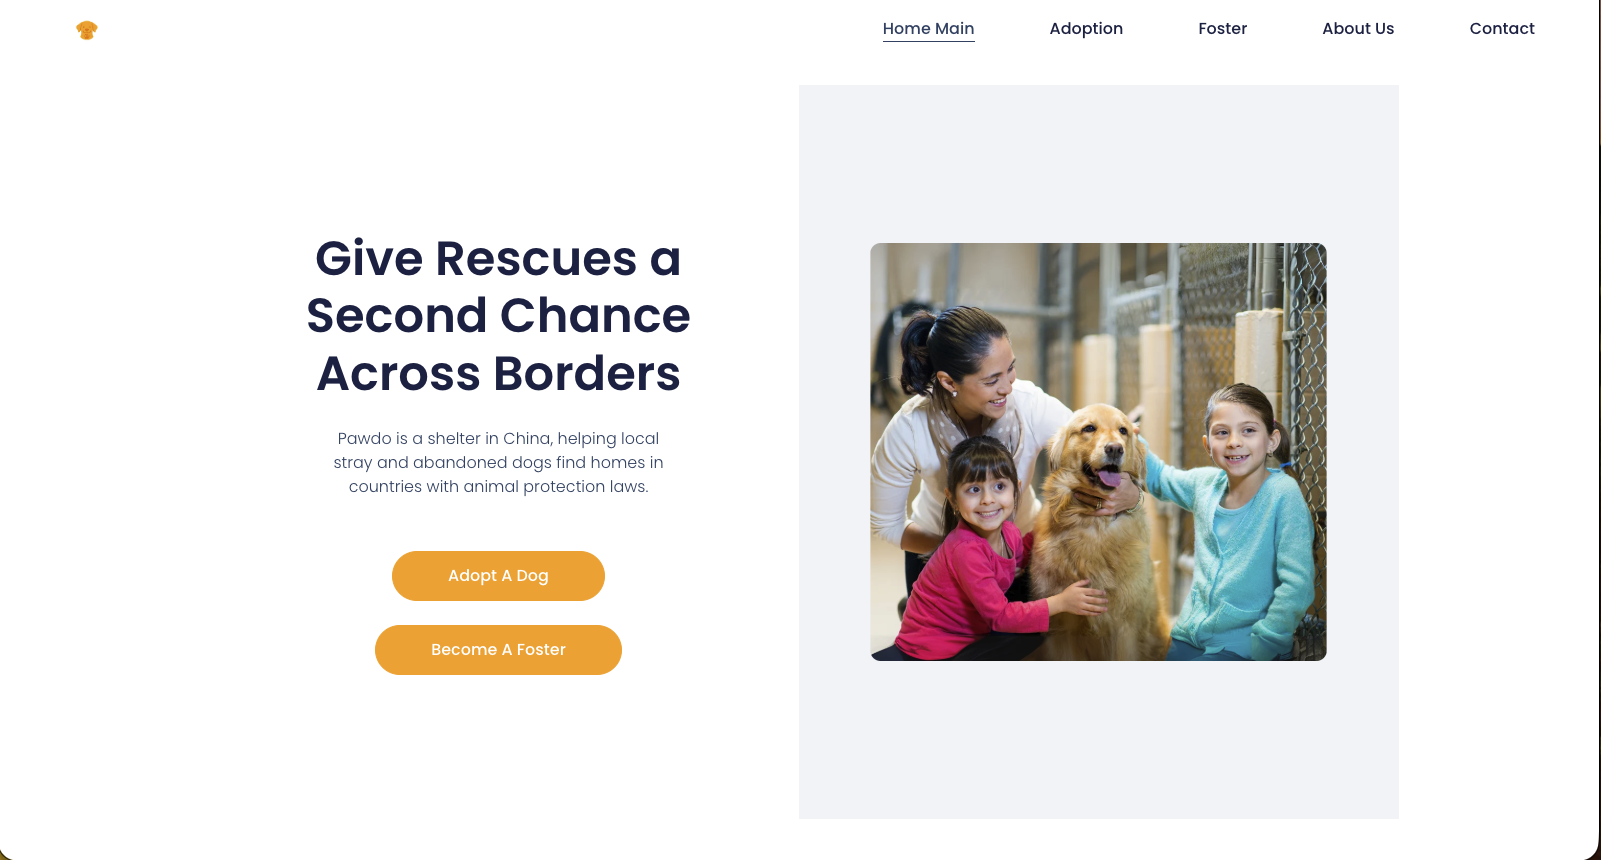 Home Main
Adoption
Foster
About Us
Contact
Give Rescues a
Second Chance
Across Borders
Pawdo is a shelter in China, helping local
stray and abandoned dogs find homes in
countries with animal protection laws.
Adopt A Dog
Become A Foster